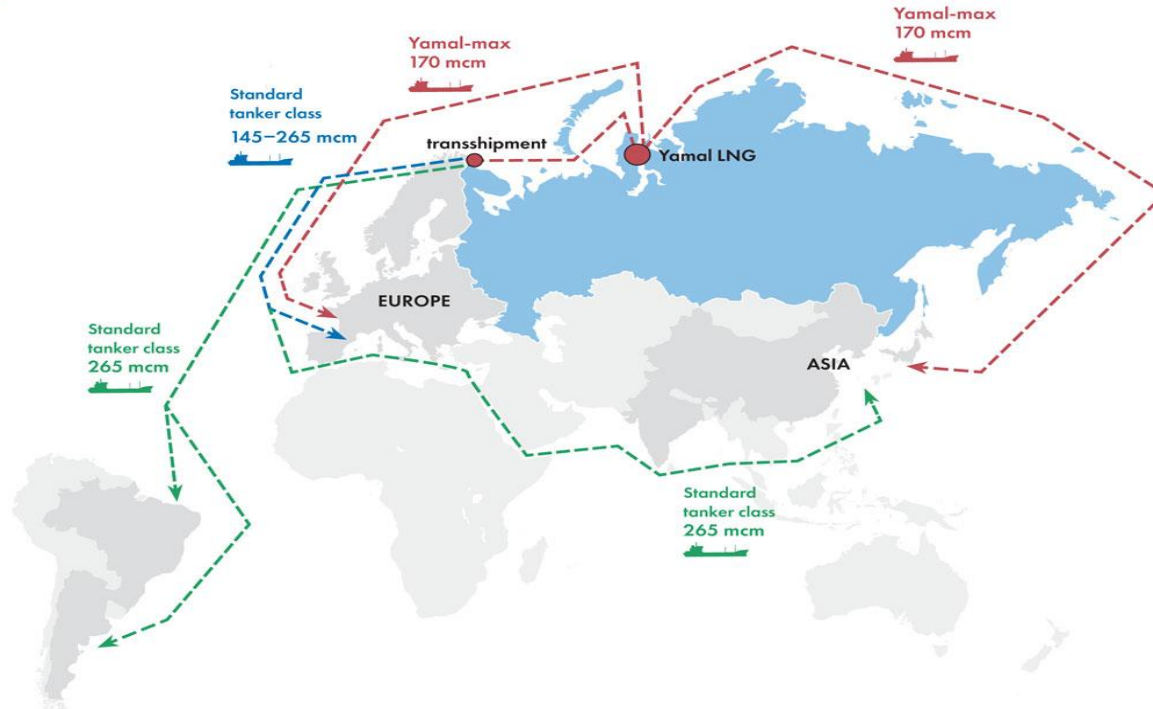 Yamal-max
170 mcm
Yamal-max
170 mcm
Standard
tanker class
145–265 mcm
transshipment
Yamal LNG
EUROPE
Standard
tanker class
265 mcm
ASIA
Standard
tanker class
265 mcm